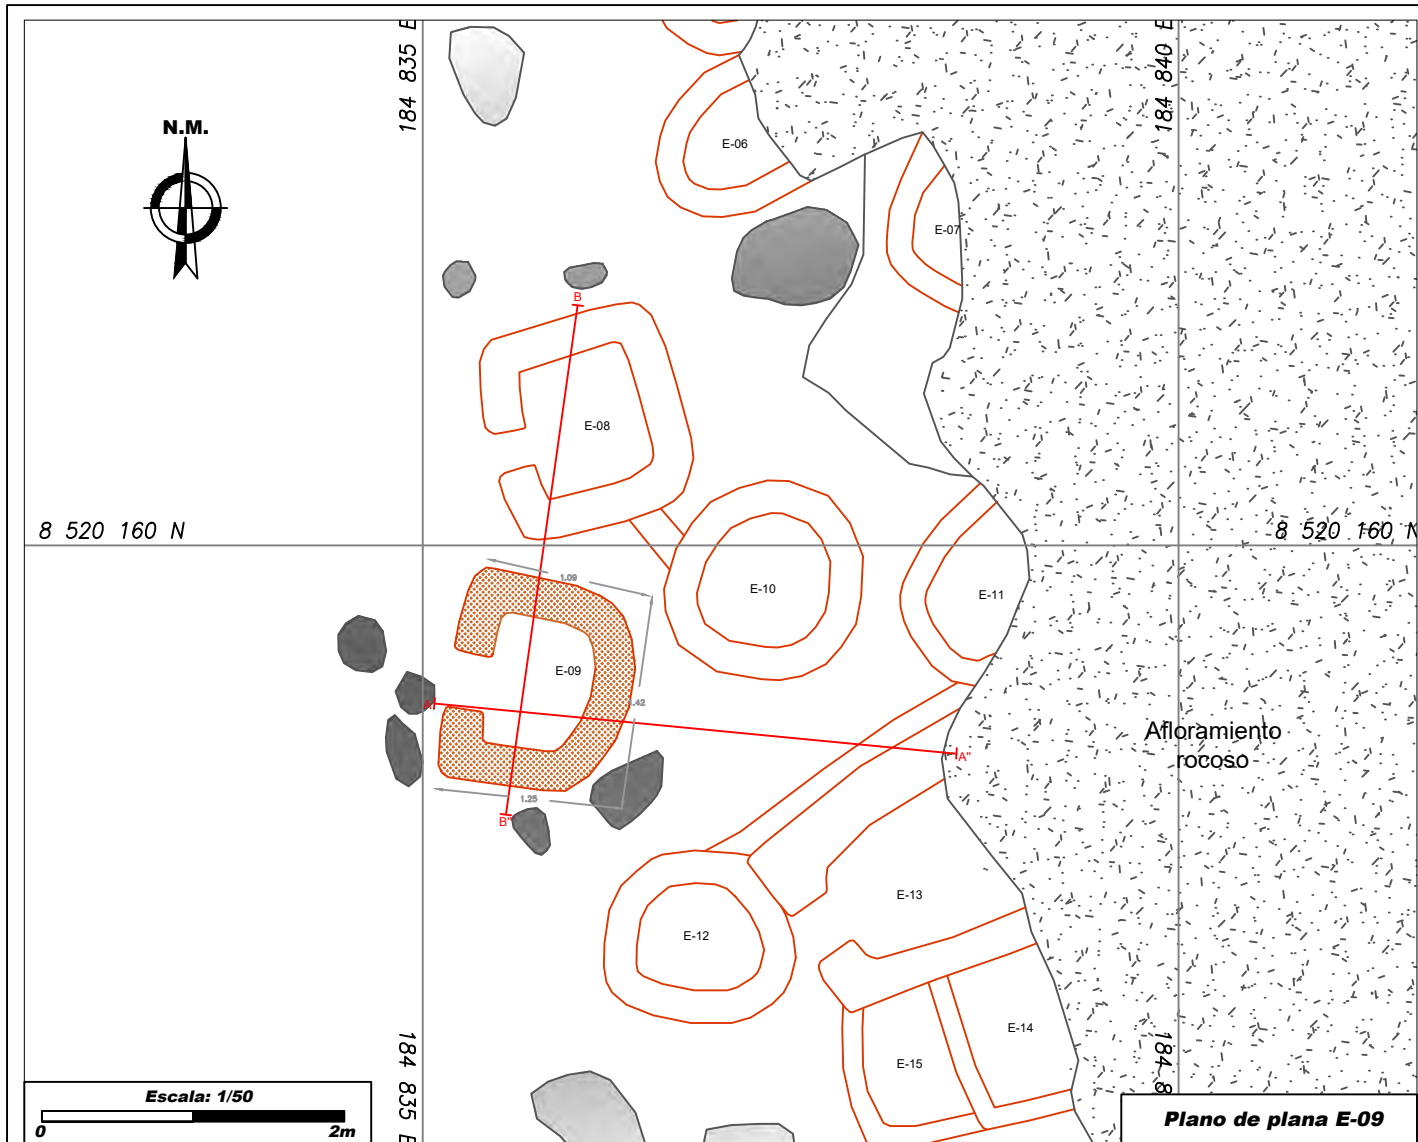 184 835 E
184 840 E
N.M.
E-06
E-07
B
E-08
8 520 160 N
8 520 160 N
1.09
E-10
E-11
E-09
.42
A
Afloramiento
rocoso
A"
1.25
B"
E-13
E-12
E-14
E-15
184 835 E
184 8
Escala: 1/50
0 2m
Plano de plana E-09